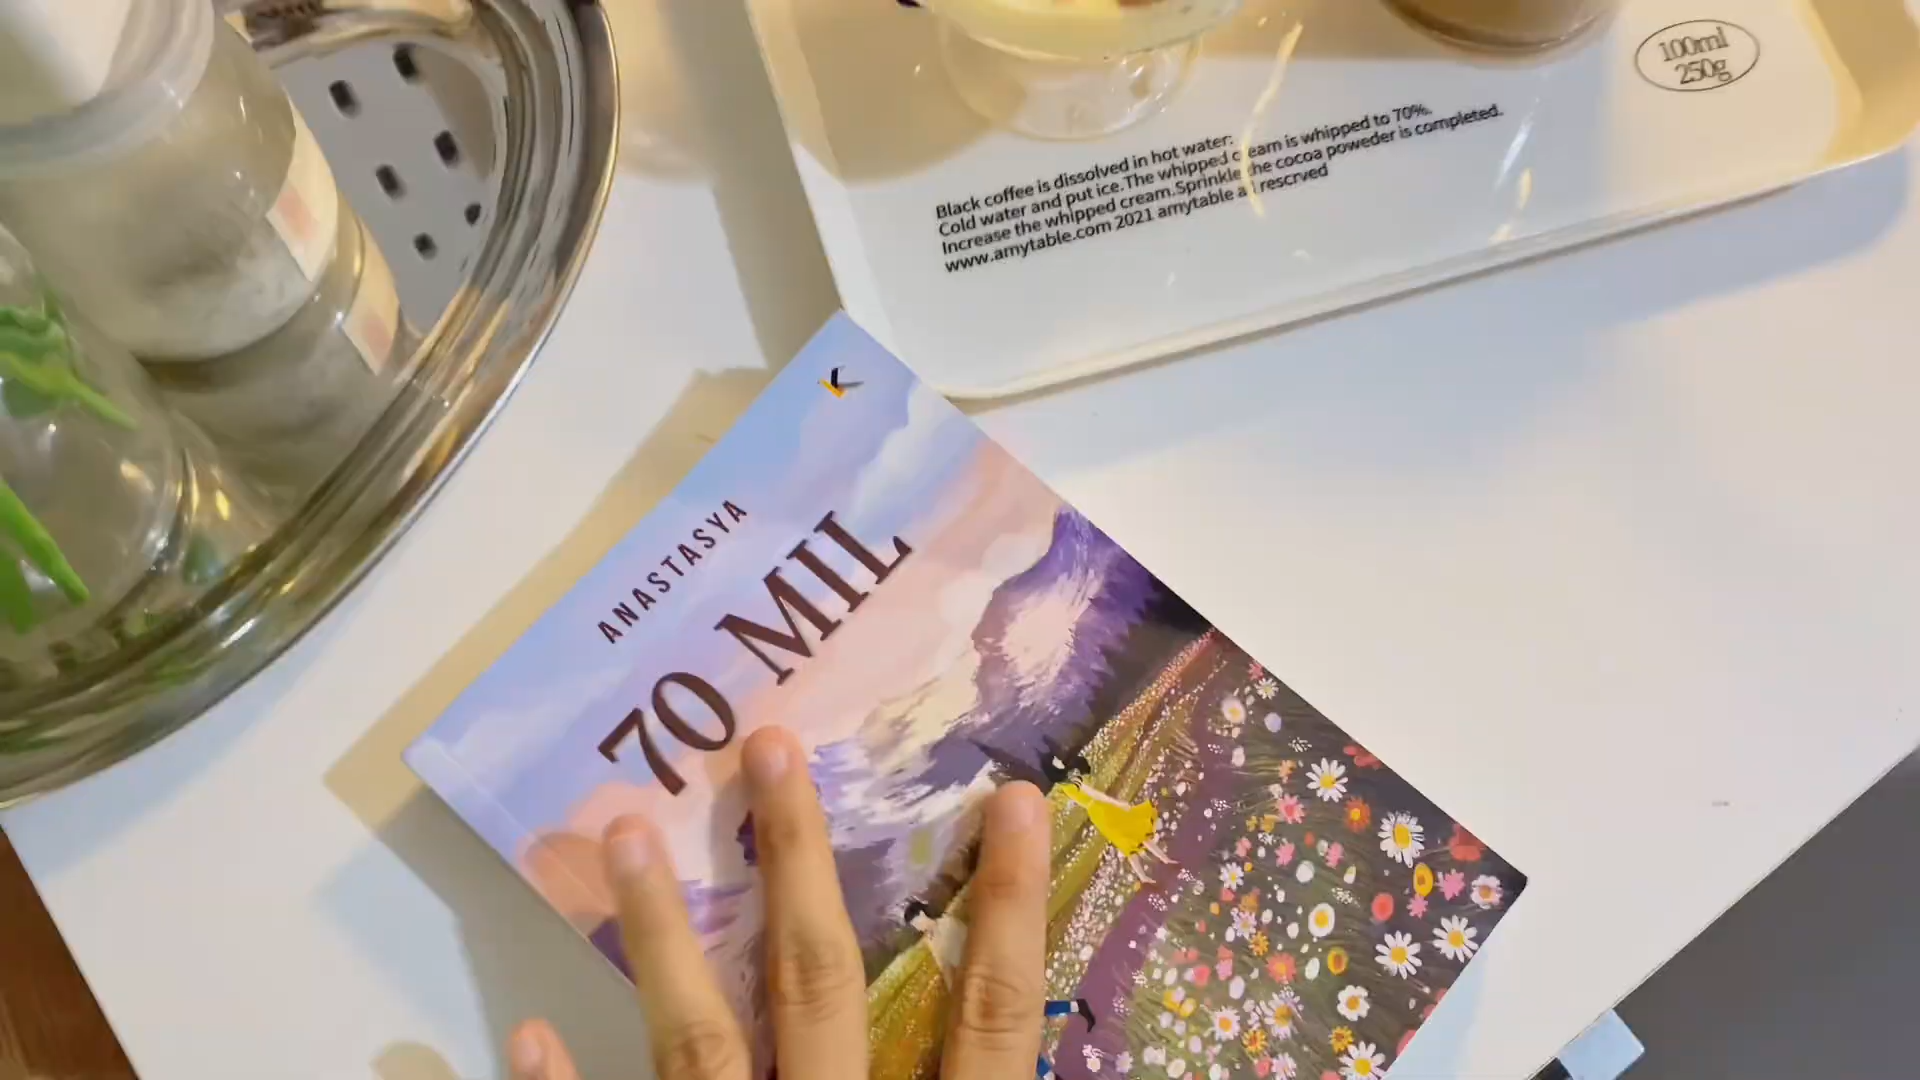 100ml
250g
Black coffee is dissolved in hot water:
Cold water and put ice.The whipped cream is whipped to 70%.
Increase the whipped cream.Sprinkle the cocoa poweder is completed.
www.amytable.com 2021 amytable all rescrved
K
ANASTASYA
70 MIL